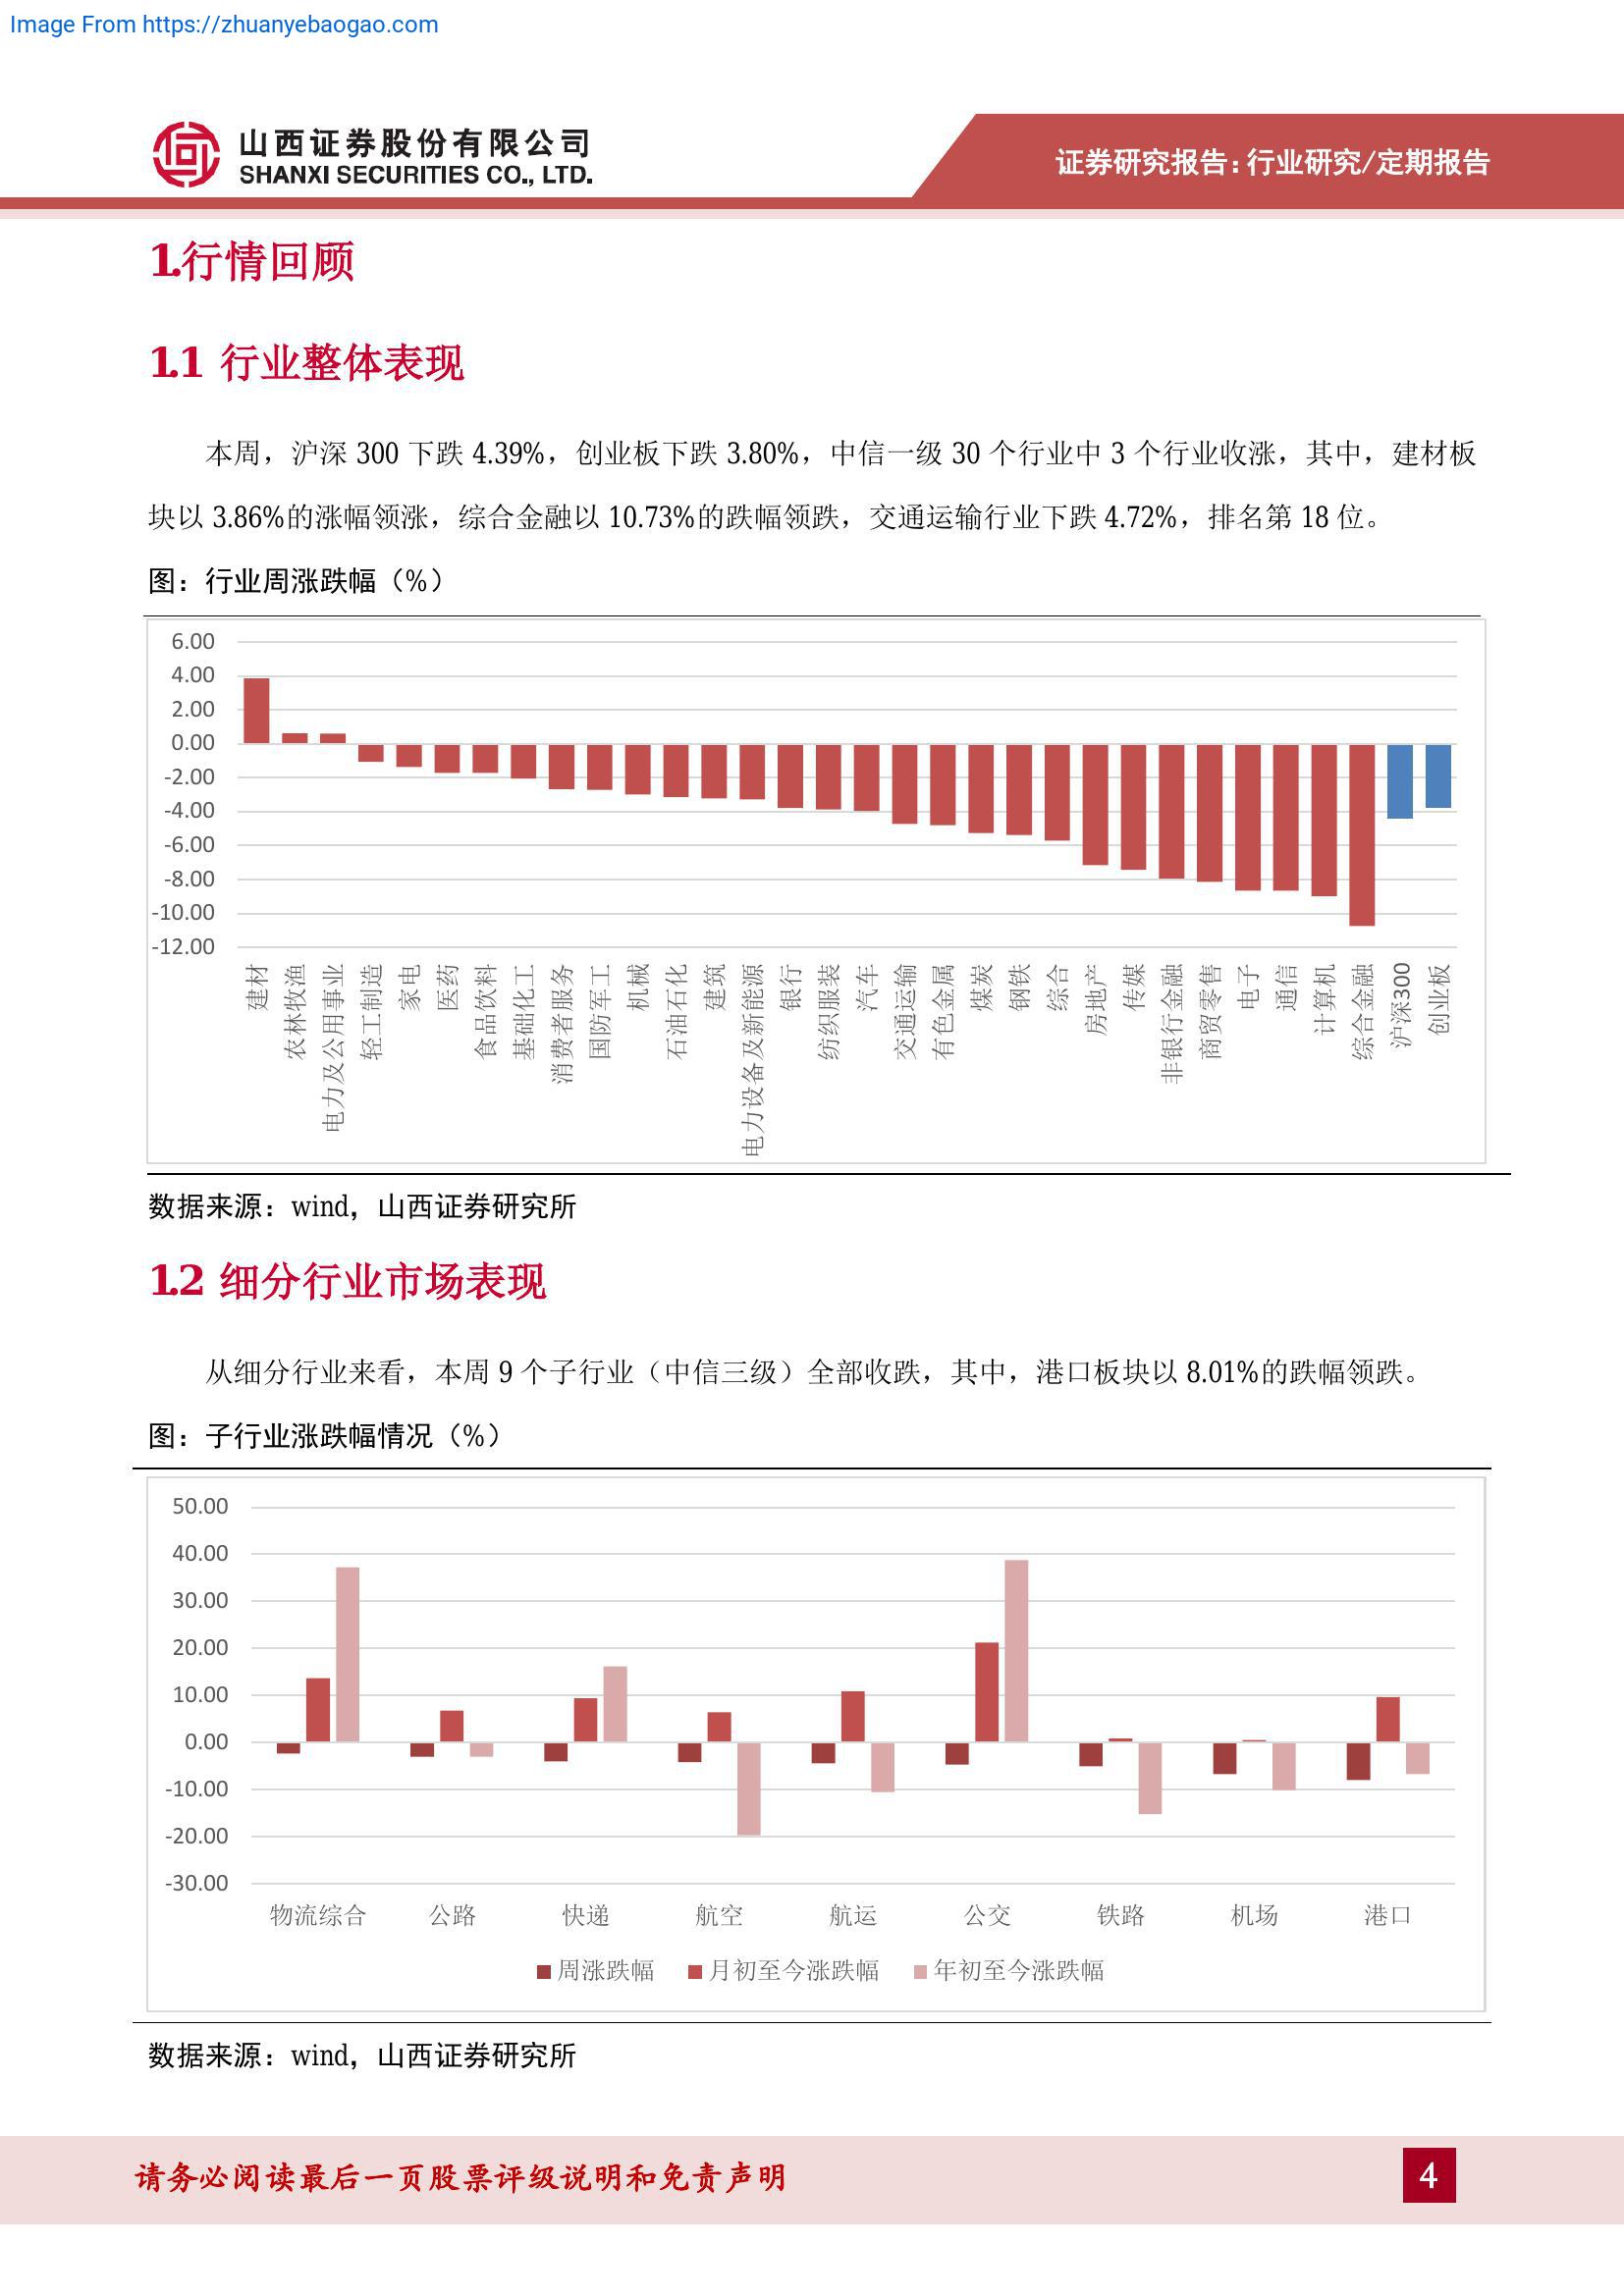 Image From https://zhuanyebaogao.com
山西证券股份有限公司
SHANXI SECURITIES CO., LTD.
证券研究报告:行业研究/定期报告
1.行情回顾
1.1 行业整体表现
本周，沪深 300 下跌 4.39%，创业板下跌 3.80%，中信一级 30 个行业中 3 个行业收涨，其中，建材板
块以 3.86%的涨幅领涨，综合金融以 10.73%的跌幅领跌，交通运输行业下跌 4.72%，排名第 18 位。
图：行业周涨跌幅（%）
6.00
4.00
2.00
0.00
-2.00
-4.00
-6.00
-8.00
-10.00
-12.00
建材
农林牧渔
电力及公用事业
轻工制造
家电
医药
食品饮料
基础化工
消费者服务
国防军工
机械
石油石化
建筑
电力设备及新能源
银行
纺织服装
汽车
交通运输
有色金属
煤炭
钢铁
综合
房地产
传媒
非银行金融
商贸零售
电子
通信
计算机
综合金融
沪深300
创业板
数据来源：wind，山西证券研究所
1.2 细分行业市场表现
从细分行业来看，本周 9 个子行业（中信三级）全部收跌，其中，港口板块以 8.01%的跌幅领跌。
图：子行业涨跌幅情况（%）
50.00
40.00
30.00
20.00
10.00
0.00
-10.00
-20.00
-30.00
物流综合 公路 快递 航空 航运 公交 铁路 机场 港口
周涨跌幅 月初至今涨跌幅 年初至今涨跌幅
数据来源：wind，山西证券研究所
请务必阅读最后一页股票评级说明和免责声明
4